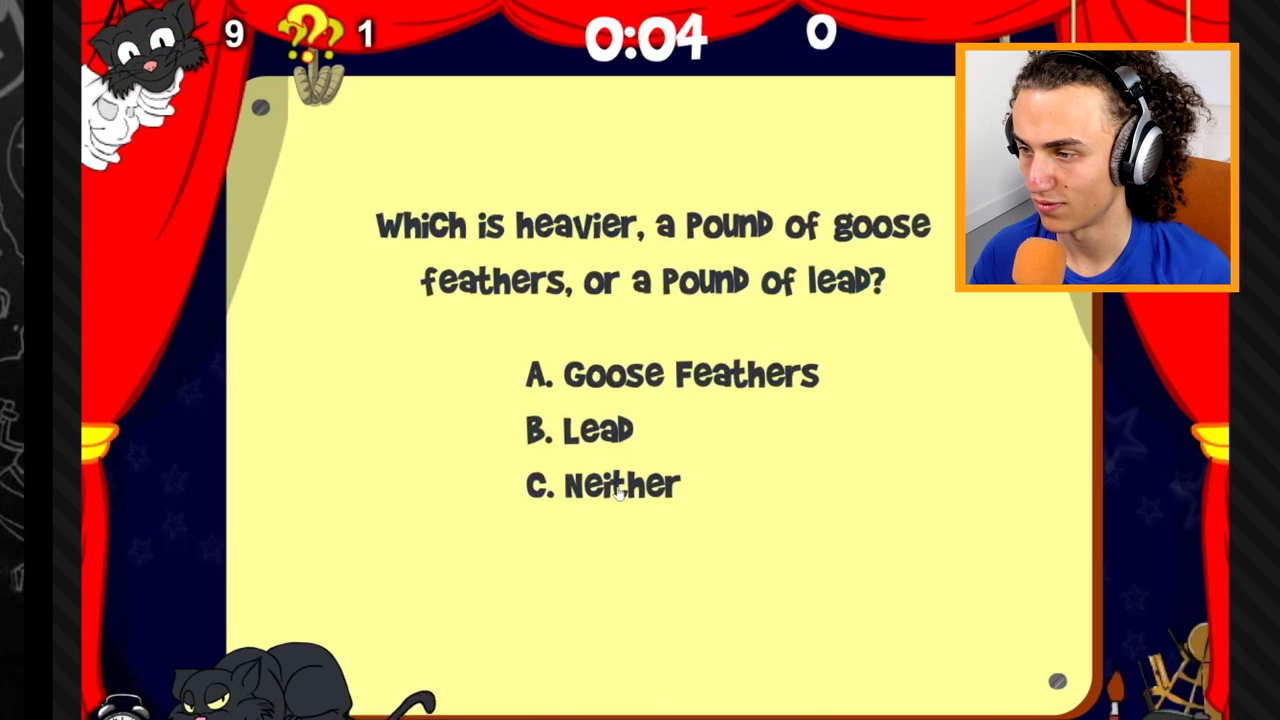 9
??? 1
0:04
0
Which is heavier, a pound of goose
feathers, or a pound of lead?
A. Goose Feathers
B. Lead
C. Neither